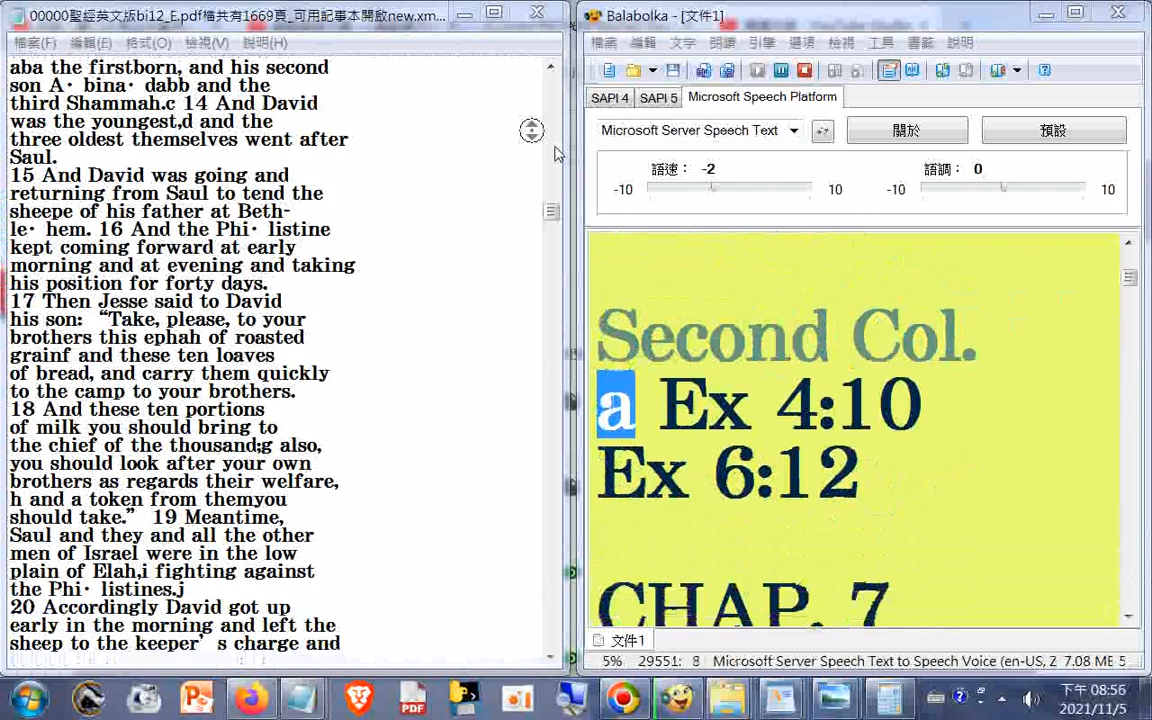 00000聖經英文版bi12_E.pdf檔共有1669頁_可用記事本開啟new.xm...
檔案(F) 編輯(E) 格式(O) 檢視(V) 說明(H)
aba the firstborn, and his second
son A· bina· dabb and the
third Shammah.c 14 And David
was the youngest,d and the
three oldest themselves went after
Saul.
15 And David was going and
returning from Saul to tend the
sheepe of his father at Beth-
le· hem. 16 And the Phi· listine
kept coming forward at early
morning and at evening and taking
his position for forty days.
17 Then Jesse said to David
his son: “Take, please, to your
brothers this ephah of roasted
grainf and these ten loaves
of bread, and carry them quickly
to the camp to your brothers.
18 And these ten portions
of milk you should bring to
the chief of the thousand;g also,
you should look after your own
brothers as regards their welfare,
h and a token from themyou
should take.” 19 Meantime,
Saul and they and all the other
men of Israel were in the low
plain of Elah,i fighting against
the Phi· listines.j
20 Accordingly David got up
early in the morning and left the
sheep to the keeper’s charge and
Balabolka - [文件1]
檔案 編輯 文字 朗讀 引擎 選項 檢視 工具 書籤 說明
SAPI 4 SAPI 5 Microsoft Speech Platform
Microsoft Server Speech Text 關於 預設
語速： -2 語調： 0
-10 10 -10 10
Second Col.
a Ex 4:10
Ex 6:12
CHAP. 7
文件1
5% 29551: 8 Microsoft Server Speech Text to Speech Voice (en-US, Z 7.08 MB 5
PDF
下午 08:56
2021/11/5